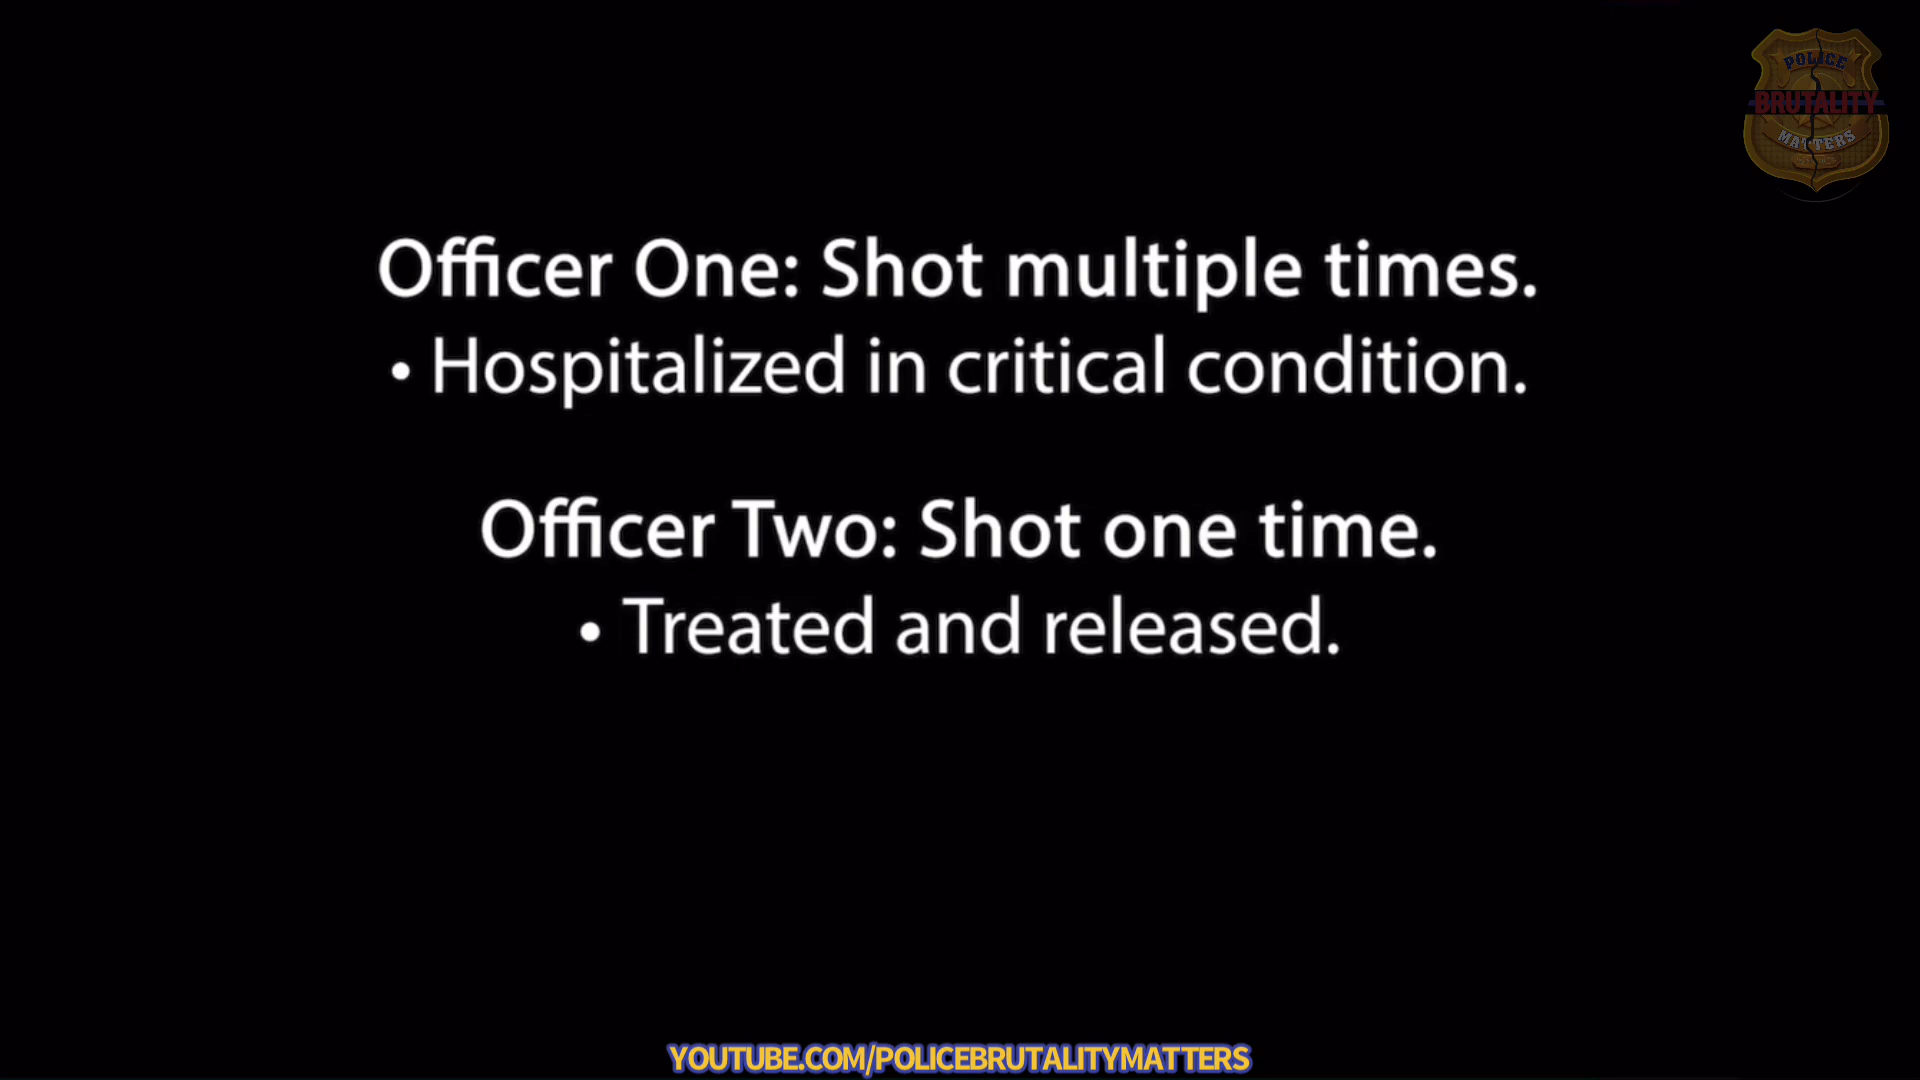 POLICE
BRUTALITY
MATTERS
Officer One: Shot multiple times.
• Hospitalized in critical condition.
Officer Two: Shot one time.
• Treated and released.
YOUTUBE.COM/POLICEBRUTALITYMATTERS